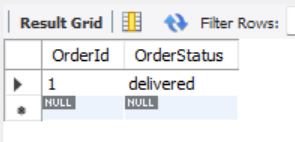 Result Grid Filter Rows:
OrderId OrderStatus
1 delivered
NULL NULL